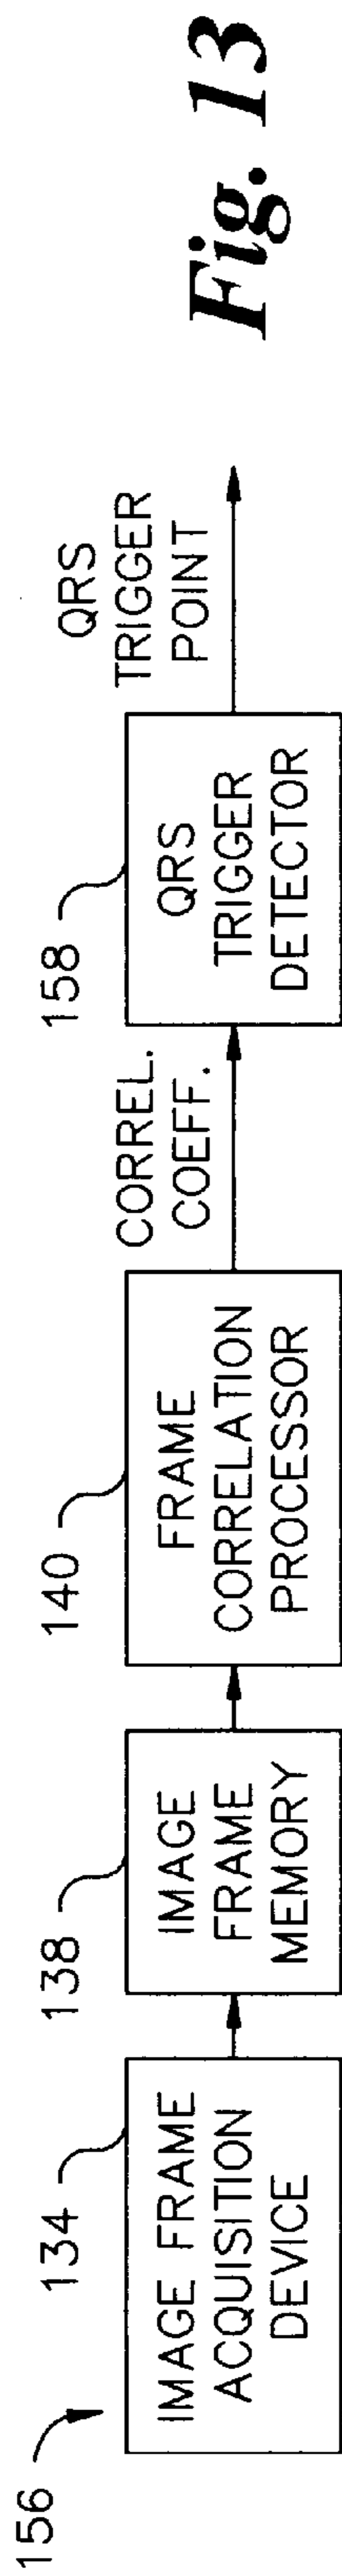 156
134
IMAGE FRAME
ACQUISITION
DEVICE
138
IMAGE
FRAME
MEMORY
140
FRAME
CORRELATION
PROCESSOR
CORREL.
COEFF.
158
QRS
TRIGGER
DETECTOR
QRS
TRIGGER
POINT
Fig. 13